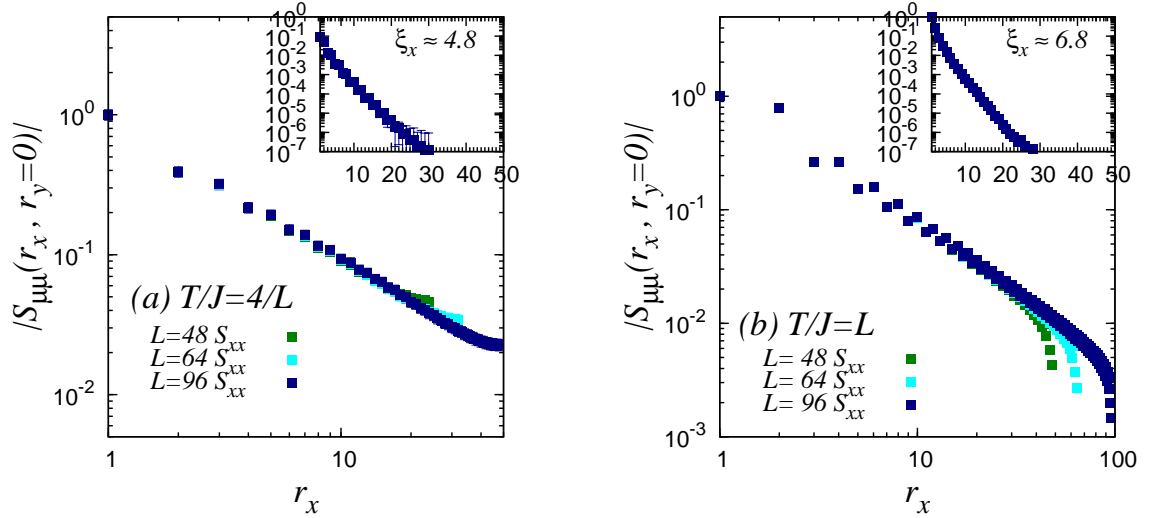 |S_μμ(r_x , r_y=0)|
10^0
10^-1
10^-2
1
10
r_x
(a) T/J=4/L
L=48 S_xx
L=64 S_xx
L=96 S_xx
10^0
10^-1
10^-2
10^-3
10^-4
10^-5
10^-6
10^-7
10 20 30 40 50
ξ_x ≈ 4.8
|S_μμ(r_x , r_y=0)|
10^0
10^-1
10^-2
10^-3
1
10
100
r_x
(b) T/J=L
L= 48 S_xx
L= 64 S_xx
L= 96 S_xx
10^0
10^-1
10^-2
10^-3
10^-4
10^-5
10^-6
10^-7
10 20 30 40 50
ξ_x ≈ 6.8